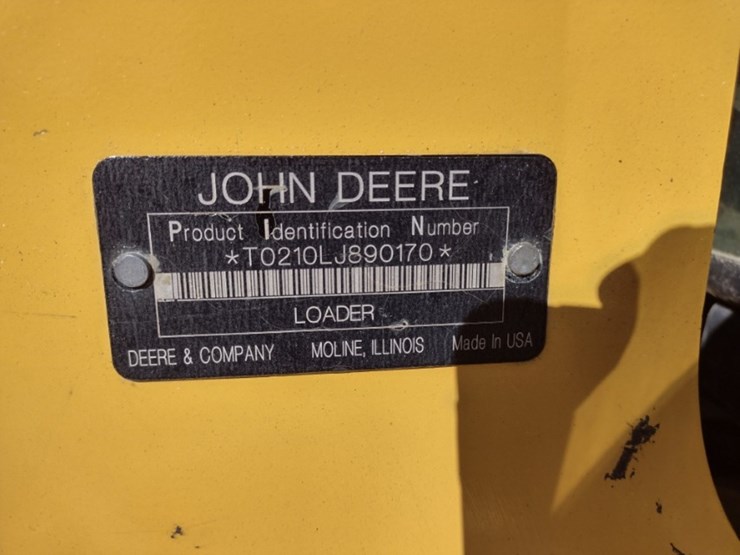 JOHN DEERE
Product Identification Number
*T0210LJ890170*
LOADER
DEERE & COMPANY MOLINE, ILLINOIS Made In USA